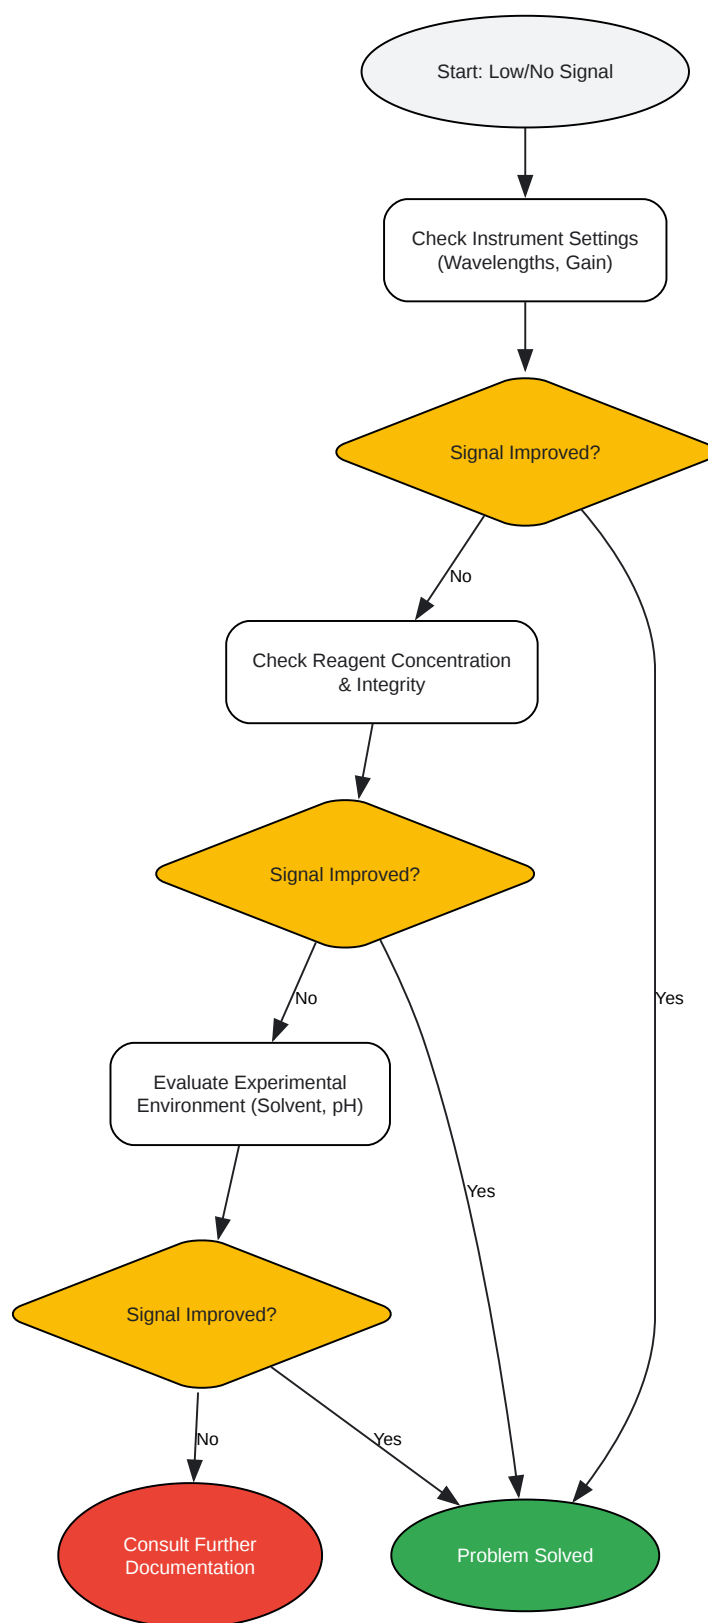 Start: Low/No Signal
Check Instrument Settings
(Wavelengths, Gain)
Signal Improved?
No
Check Reagent Concentration
& Integrity
Signal Improved?
No
Yes
Evaluate Experimental
Environment (Solvent, pH)
Yes
Signal Improved?
No
Yes
Consult Further
Documentation
Problem Solved